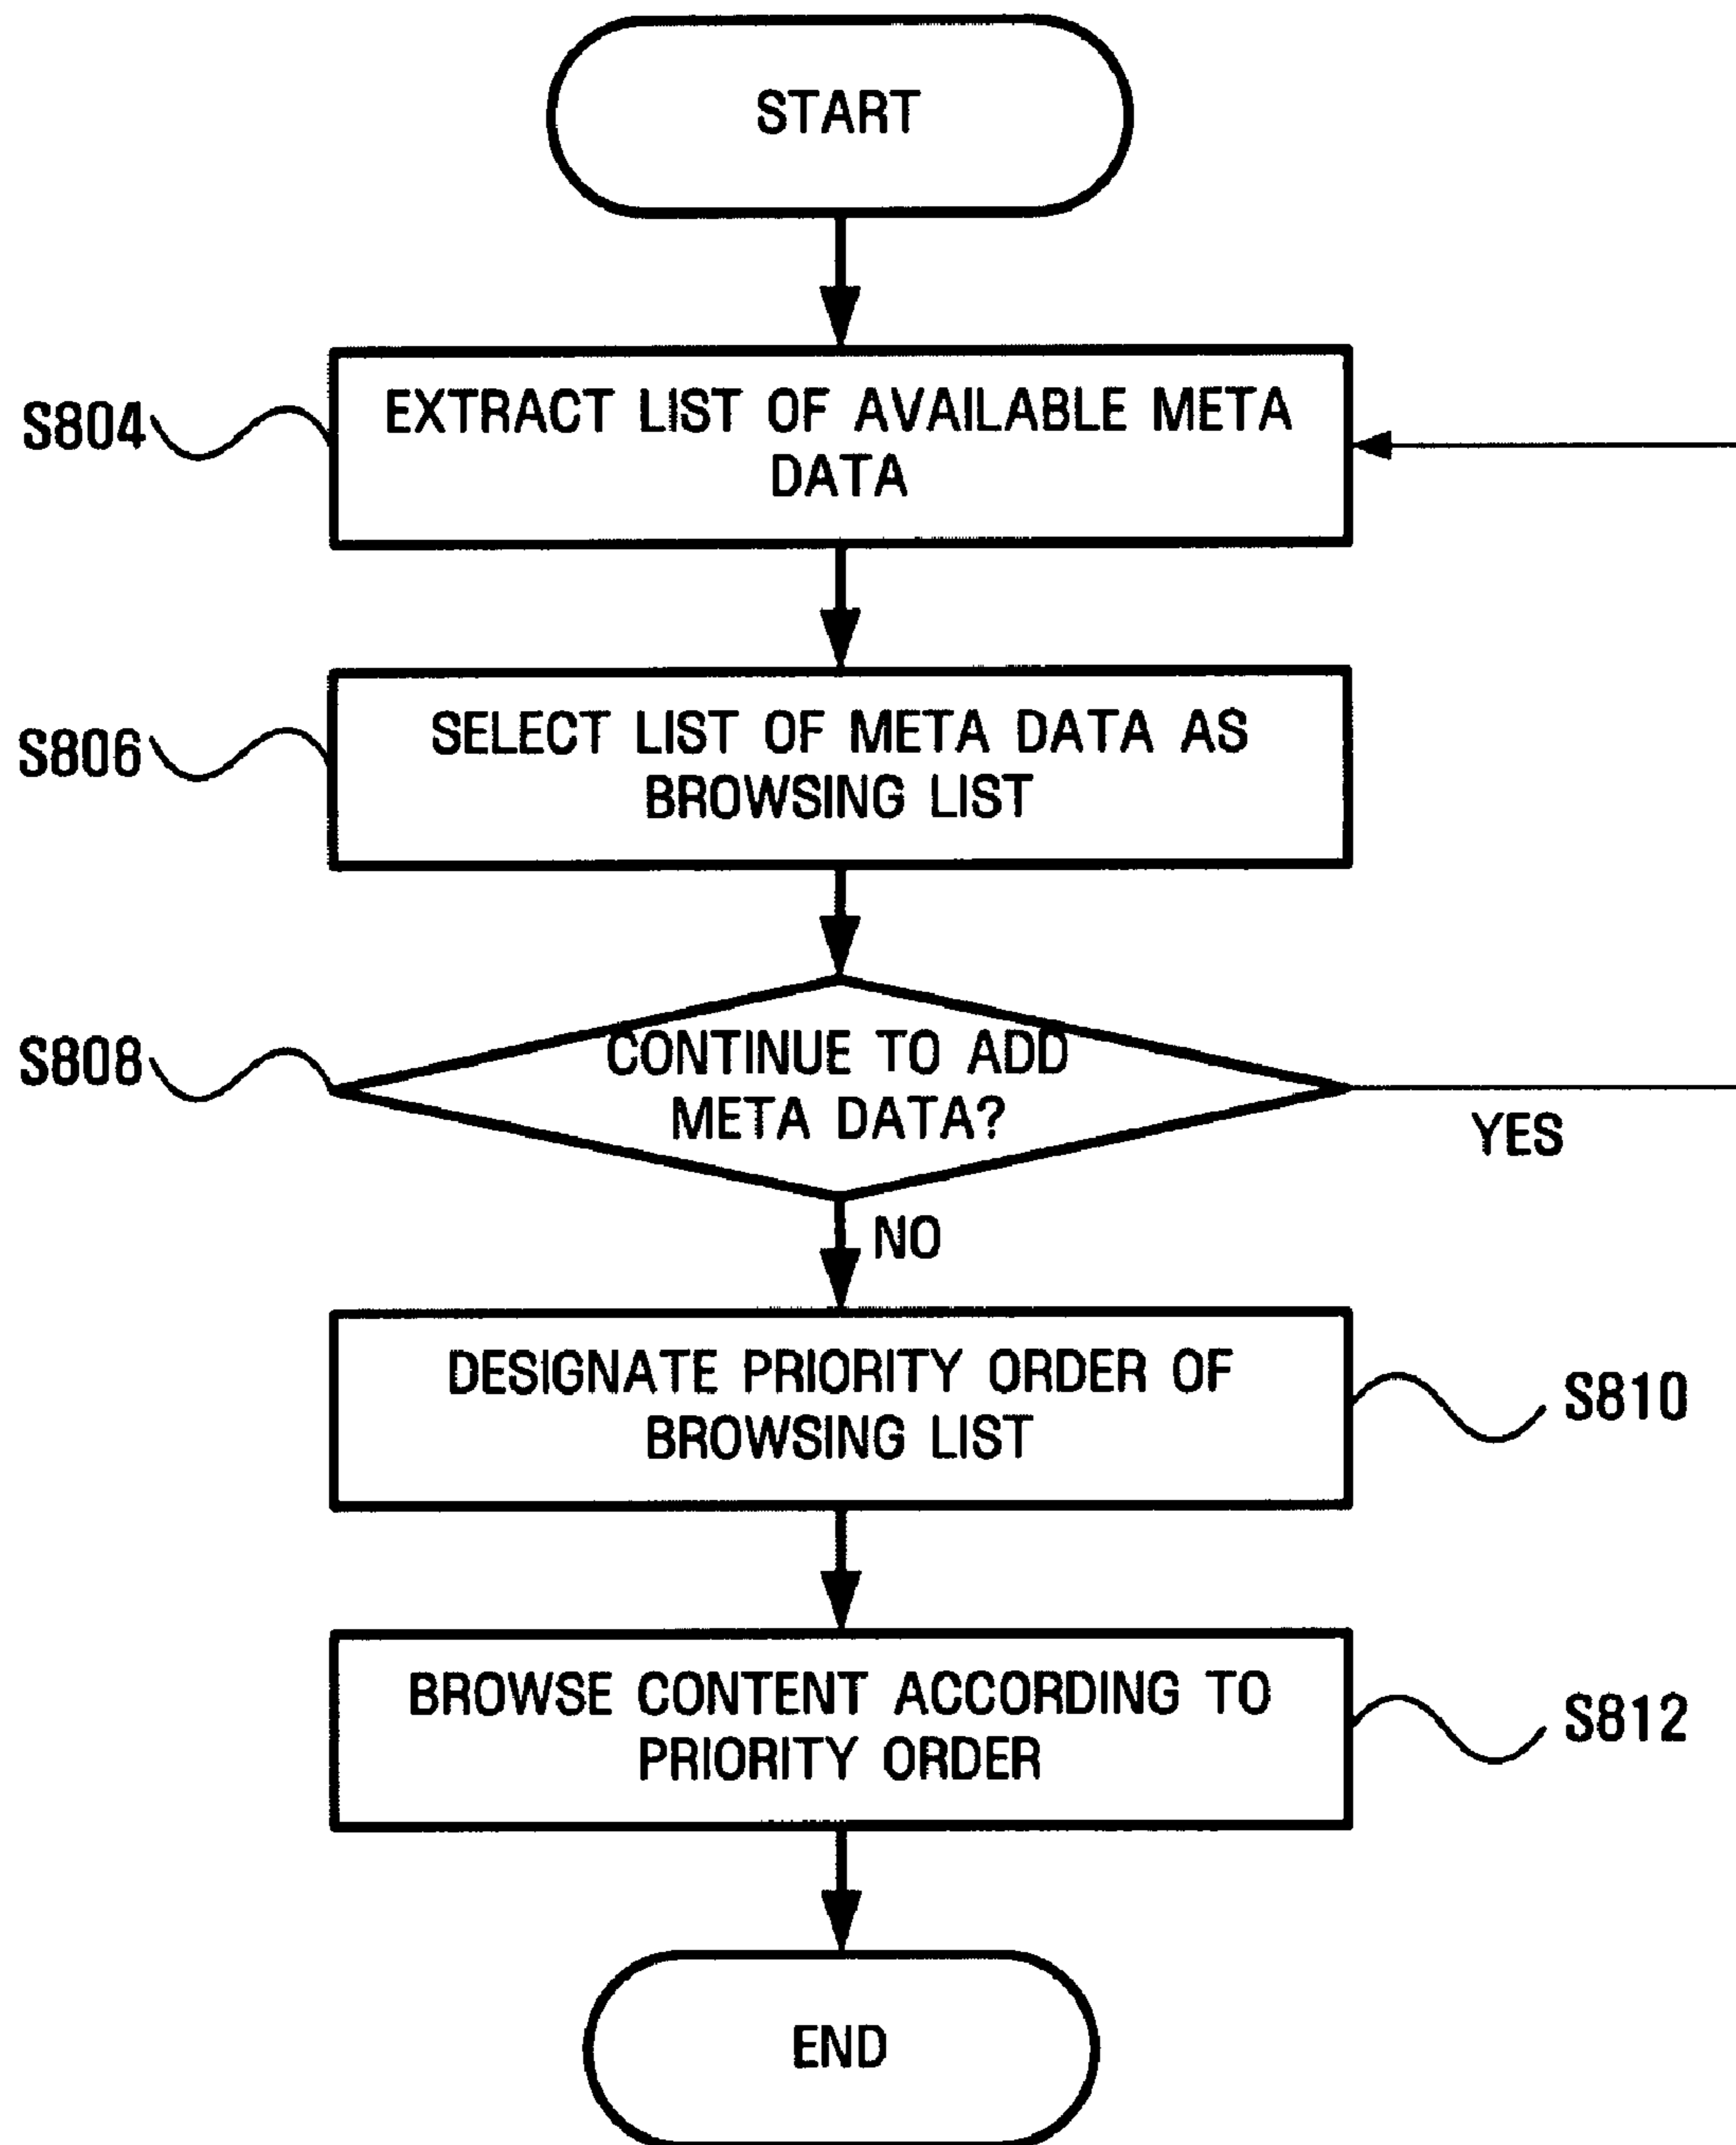 START
S804
EXTRACT LIST OF AVAILABLE META
DATA
S806
SELECT LIST OF META DATA AS
BROWSING LIST
S808
CONTINUE TO ADD
META DATA?
YES
NO
DESIGNATE PRIORITY ORDER OF
BROWSING LIST
S810
BROWSE CONTENT ACCORDING TO
PRIORITY ORDER
S812
END